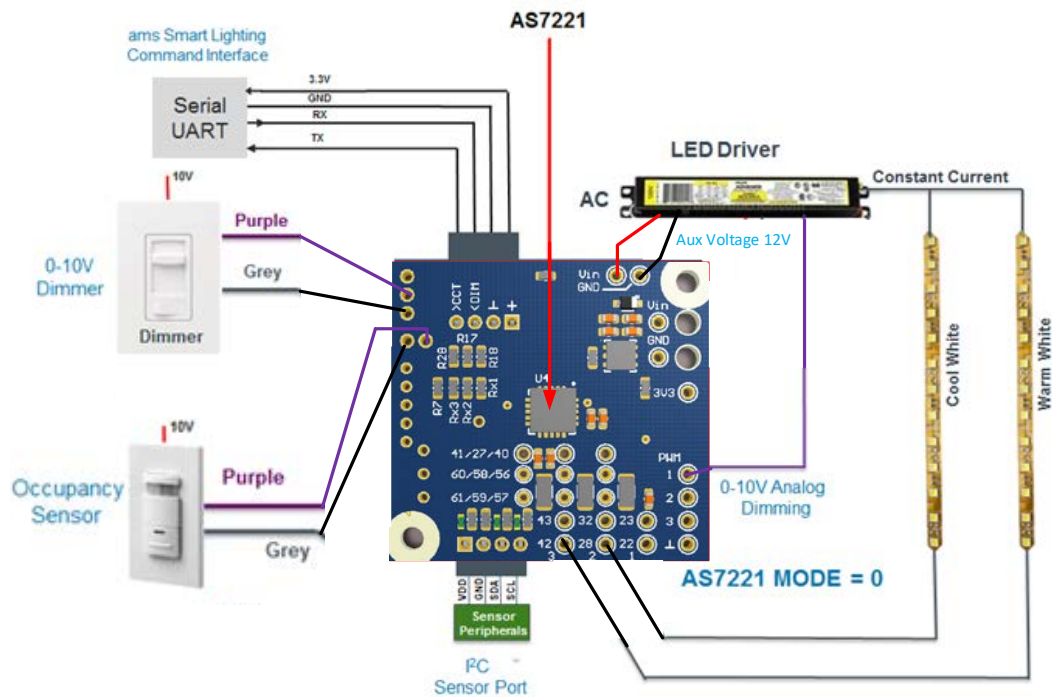 AS7221
ams Smart Lighting
Command Interface
Serial
UART
3.3V
GND
RX
TX
10V
Purple
Grey
0-10V
Dimmer
Dimmer
LED Driver
AC
Constant Current
Aux Voltage 12V
Vin
GND
Vin
GND
3V3
>CCT
<DIM
⊥
+
R17
R28
R18
R7
Rx3
Rx2
Rx1
U4
41/27/40
60/58/56
61/59/57
43
32
23
42
28
22
3
2
1
PWM
1
2
3
⊥
0-10V Analog
Dimming
Cool White
Warm White
10V
Purple
Grey
Occupancy
Sensor
AS7221 MODE = 0
VDD
GND
SDA
SCL
Sensor
Peripherals
I²C
Sensor Port